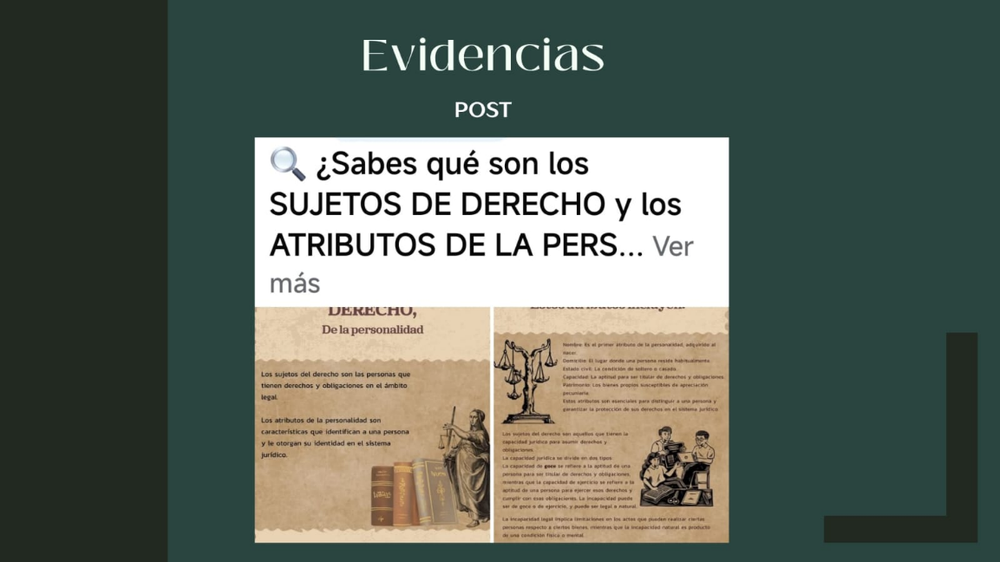 Evidencias
POST
🔍 ¿Sabes qué son los
SUJETOS DE DERECHO y los
ATRIBUTOS DE LA PERS... Ver
más
DERECHO,
De la personalidad
Los sujetos del derecho son las personas que
tienen derechos y obligaciones en el ámbito
legal.
Los atributos de la personalidad son
características que identifican a una persona
y le otorgan su identidad en el sistema
jurídico.
Estos atributos incluyen:
Nombre: Es el primer atributo de la personalidad, adquirido al
nacer.
Domicilio: El lugar donde una persona reside habitualmente.
Estado civil: La condición de soltero o casado.
Capacidad: La aptitud para ser titular de derechos y obligaciones.
Patrimonio: Los bienes propios susceptibles de apreciación
pecuniaria.
Estos atributos son esenciales para distinguir a una persona y
garantizar la protección de sus derechos en el sistema jurídico.
Los sujetos del derecho son aquellos que tienen la
capacidad jurídica para asumir derechos y
obligaciones.
La capacidad jurídica se divide en dos tipos:
La capacidad de goce se refiere a la aptitud de una
persona para ser titular de derechos y obligaciones,
mientras que la capacidad de ejercicio se refiere a la
aptitud de una persona para ejercer esos derechos y
cumplir con esas obligaciones. La incapacidad puede
ser de goce o de ejercicio, y puede ser legal o natural.
La incapacidad legal implica limitaciones en los actos que pueden realizar ciertas
personas respecto a ciertos bienes, mientras que la incapacidad natural es producto
de una condición física o mental.